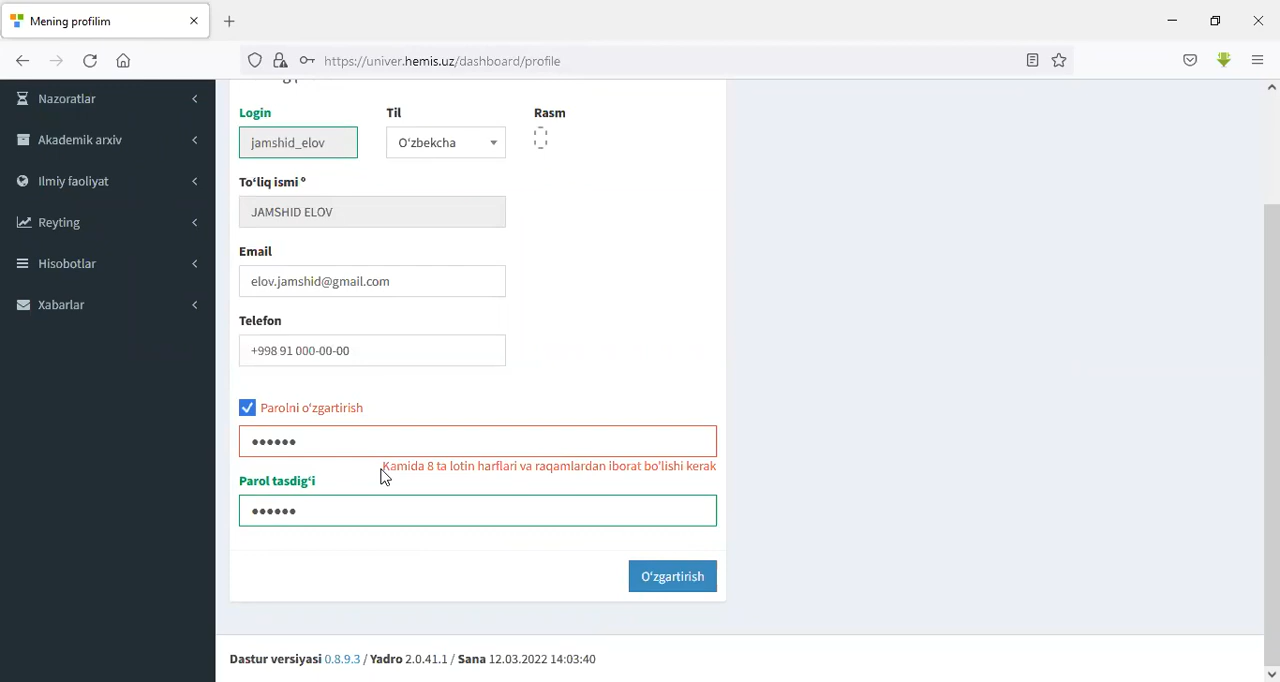 Mening profilim
https://univer.hemis.uz/dashboard/profile
Nazoratlar
Akademik arxiv
Ilmiy faoliyat
Reyting
Hisobotlar
Xabarlar
Login
Til
Rasm
jamshid_elov
O‘zbekcha
To‘liq ismi º
JAMSHID ELOV
Email
elov.jamshid@gmail.com
Telefon
+998 91 000-00-00
Parolni o‘zgartirish
••••••
Kamida 8 ta lotin harflari va raqamlardan iborat bo'lishi kerak
Parol tasdig‘i
••••••
O‘zgartirish
Dastur versiyasi 0.8.9.3 / Yadro 2.0.41.1 / Sana 12.03.2022 14:03:40